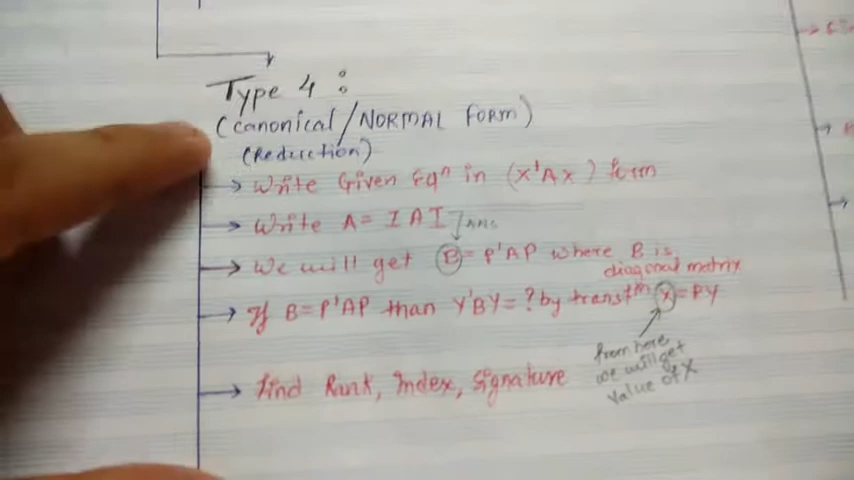 Type 4 :
(Canonical/NORMAL FORM)
(Reduction)
→ Write Given Eqⁿ in (X'AX) form
→ Write A = I A I ] Ans
→ We will get B = P'AP where B is
diagonal matrix
→ If B = P'AP than Y'BY = ? by transfᵐ X = PY
from here
we will get
value of X
→ find Rank, Index, Signature